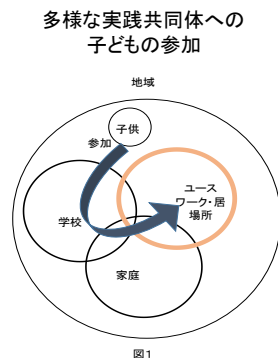 多様な実践共同体への
子どもの参加
地域
子供
参加
学校
ユース
ワーク・居
場所
家庭
図1